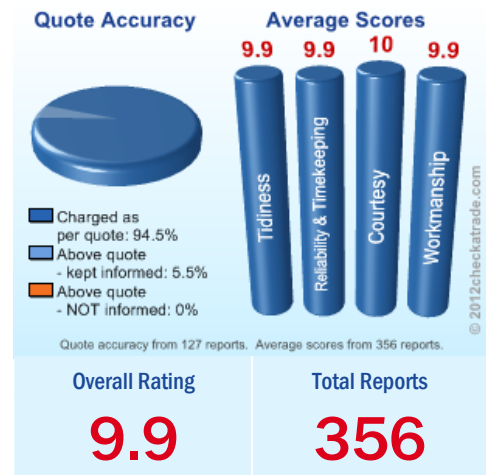 Quote Accuracy
Charged as
per quote: 94.5%
Above quote
- kept informed: 5.5%
Above quote
- NOT informed: 0%
Average Scores
9.9 9.9 10 9.9
Tidiness
Reliability & Timekeeping
Courtesy
Workmanship
© 2012checkatrade.com
Quote accuracy from 127 reports. Average scores from 356 reports.
Overall Rating
9.9
Total Reports
356